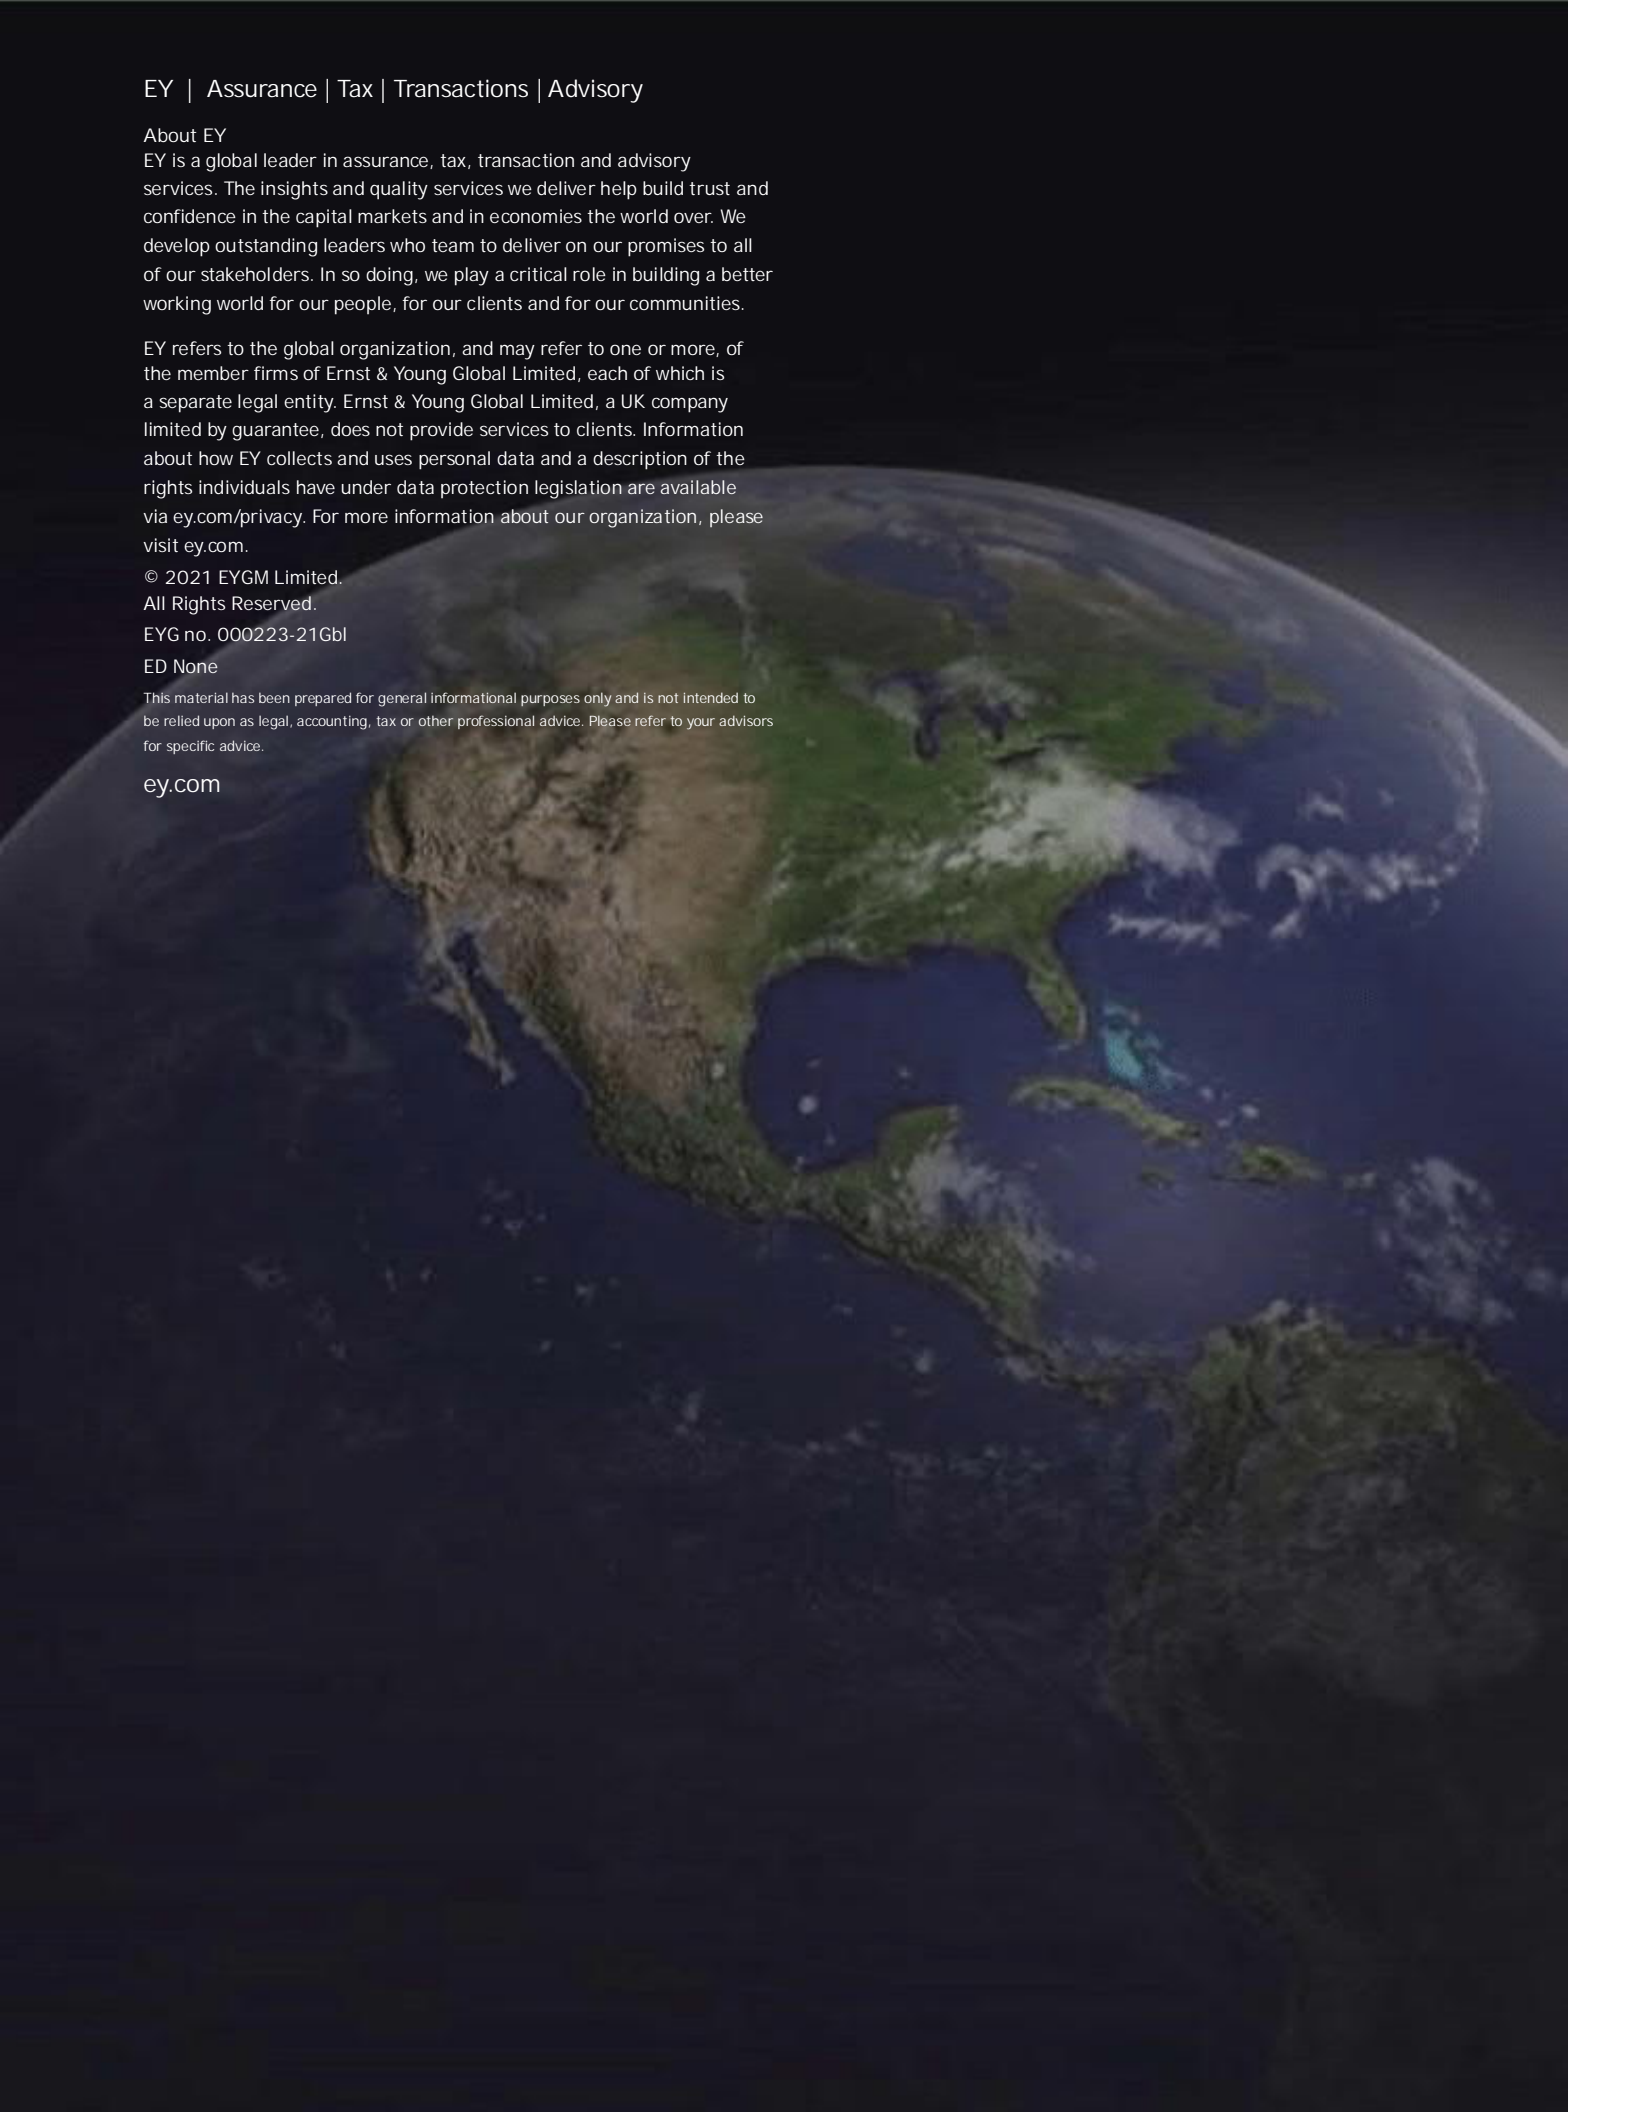 EY | Assurance | Tax | Transactions | Advisory
About EY
EY is a global leader in assurance, tax, transaction and advisory
services. The insights and quality services we deliver help build trust and
confidence in the capital markets and in economies the world over. We
develop outstanding leaders who team to deliver on our promises to all
of our stakeholders. In so doing, we play a critical role in building a better
working world for our people, for our clients and for our communities.
EY refers to the global organization, and may refer to one or more, of
the member firms of Ernst & Young Global Limited, each of which is
a separate legal entity. Ernst & Young Global Limited, a UK company
limited by guarantee, does not provide services to clients. Information
about how EY collects and uses personal data and a description of the
rights individuals have under data protection legislation are available
via ey.com/privacy. For more information about our organization, please
visit ey.com.
© 2021 EYGM Limited.
All Rights Reserved.
EYG no. 000223-21Gbl
ED None
This material has been prepared for general informational purposes only and is not intended to
be relied upon as legal, accounting, tax or other professional advice. Please refer to your advisors
for specific advice.
ey.com